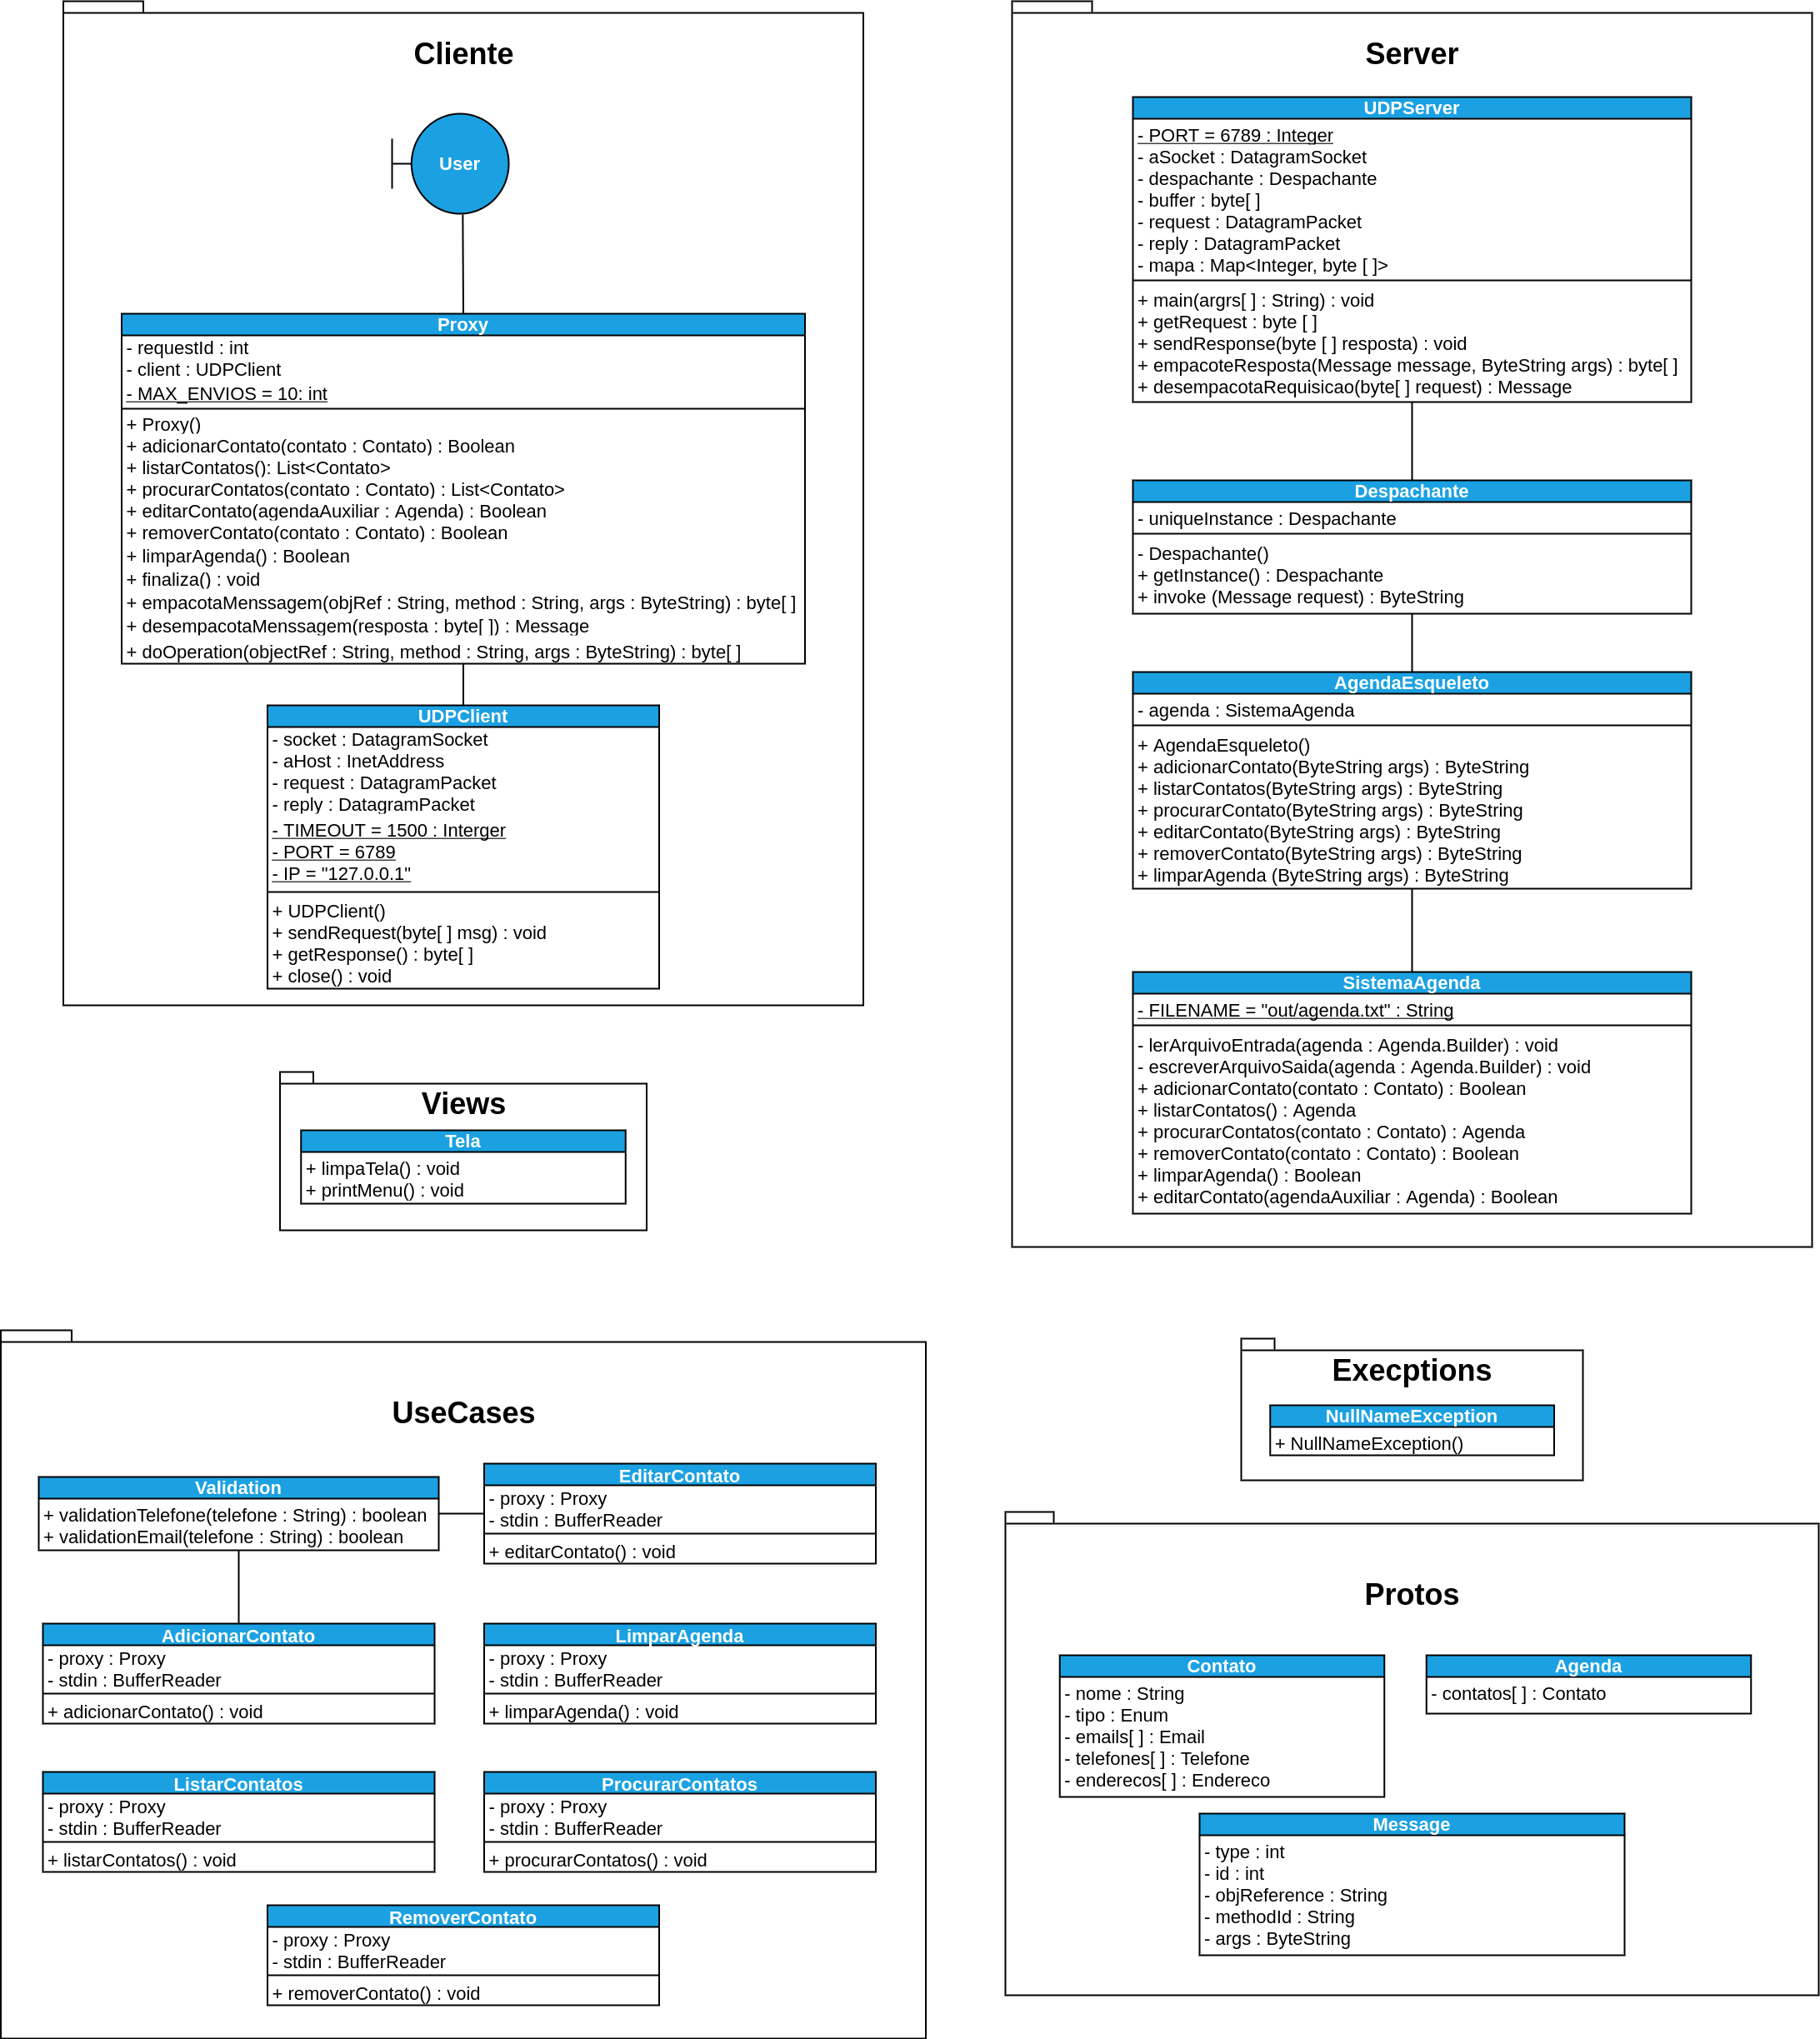 Cliente
User
Proxy
- requestId : int
- client : UDPClient
- MAX_ENVIOS = 10: int
+ Proxy()
+ adicionarContato(contato : Contato) : Boolean
+ listarContatos(): List<Contato>
+ procurarContatos(contato : Contato) : List<Contato>
+ editarContato(agendaAuxiliar : Agenda) : Boolean
+ removerContato(contato : Contato) : Boolean
+ limparAgenda() : Boolean
+ finaliza() : void
+ empacotaMenssagem(objRef : String, method : String, args : ByteString) : byte[ ]
+ desempacotaMenssagem(resposta : byte[ ]) : Message
+ doOperation(objectRef : String, method : String, args : ByteString) : byte[ ]
UDPClient
- socket : DatagramSocket
- aHost : InetAddress
- request : DatagramPacket
- reply : DatagramPacket
- TIMEOUT = 1500 : Interger
- PORT = 6789
- IP = "127.0.0.1"
+ UDPClient()
+ sendRequest(byte[ ] msg) : void
+ getResponse() : byte[ ]
+ close() : void
Server
UDPServer
- PORT = 6789 : Integer
- aSocket : DatagramSocket
- despachante : Despachante
- buffer : byte[ ]
- request : DatagramPacket
- reply : DatagramPacket
- mapa : Map<Integer, byte [ ]>
+ main(argrs[ ] : String) : void
+ getRequest : byte [ ]
+ sendResponse(byte [ ] resposta) : void
+ empacoteResposta(Message message, ByteString args) : byte[ ]
+ desempacotaRequisicao(byte[ ] request) : Message
Despachante
- uniqueInstance : Despachante
- Despachante()
+ getInstance() : Despachante
+ invoke (Message request) : ByteString
AgendaEsqueleto
- agenda : SistemaAgenda
+ AgendaEsqueleto()
+ adicionarContato(ByteString args) : ByteString
+ listarContatos(ByteString args) : ByteString
+ procurarContato(ByteString args) : ByteString
+ editarContato(ByteString args) : ByteString
+ removerContato(ByteString args) : ByteString
+ limparAgenda (ByteString args) : ByteString
SistemaAgenda
- FILENAME = "out/agenda.txt" : String
- lerArquivoEntrada(agenda : Agenda.Builder) : void
- escreverArquivoSaida(agenda : Agenda.Builder) : void
+ adicionarContato(contato : Contato) : Boolean
+ listarContatos() : Agenda
+ procurarContatos(contato : Contato) : Agenda
+ removerContato(contato : Contato) : Boolean
+ limparAgenda() : Boolean
+ editarContato(agendaAuxiliar : Agenda) : Boolean
Views
Tela
+ limpaTela() : void
+ printMenu() : void
UseCases
Validation
+ validationTelefone(telefone : String) : boolean
+ validationEmail(telefone : String) : boolean
EditarContato
- proxy : Proxy
- stdin : BufferReader
+ editarContato() : void
AdicionarContato
- proxy : Proxy
- stdin : BufferReader
+ adicionarContato() : void
LimparAgenda
- proxy : Proxy
- stdin : BufferReader
+ limparAgenda() : void
ListarContatos
- proxy : Proxy
- stdin : BufferReader
+ listarContatos() : void
ProcurarContatos
- proxy : Proxy
- stdin : BufferReader
+ procurarContatos() : void
RemoverContato
- proxy : Proxy
- stdin : BufferReader
+ removerContato() : void
Execptions
NullNameException
+ NullNameException()
Protos
Contato
- nome : String
- tipo : Enum
- emails[ ] : Email
- telefones[ ] : Telefone
- enderecos[ ] : Endereco
Agenda
- contatos[ ] : Contato
Message
- type : int
- id : int
- objReference : String
- methodId : String
- args : ByteString